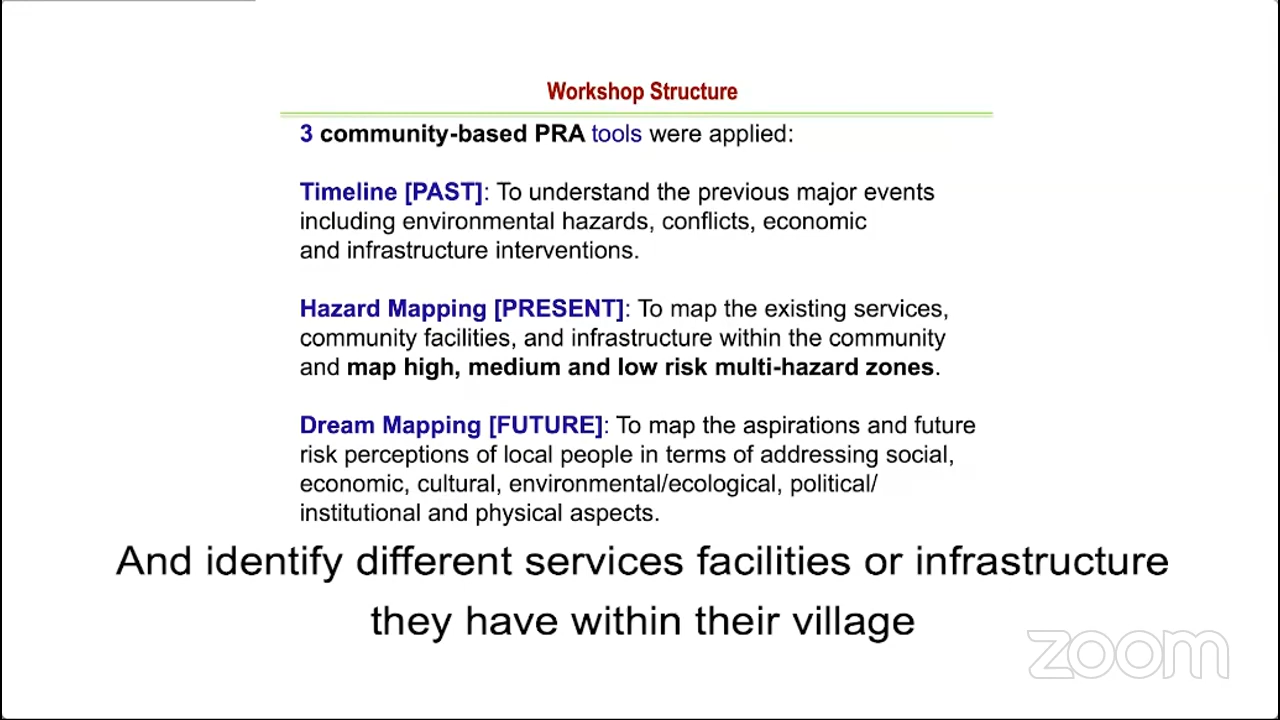 Workshop Structure
3 community-based PRA tools were applied:
Timeline [PAST]: To understand the previous major events
including environmental hazards, conflicts, economic
and infrastructure interventions.
Hazard Mapping [PRESENT]: To map the existing services,
community facilities, and infrastructure within the community
and map high, medium and low risk multi-hazard zones.
Dream Mapping [FUTURE]: To map the aspirations and future
risk perceptions of local people in terms of addressing social,
economic, cultural, environmental/ecological, political/
institutional and physical aspects.
And identify different services facilities or infrastructure
they have within their village
zoom